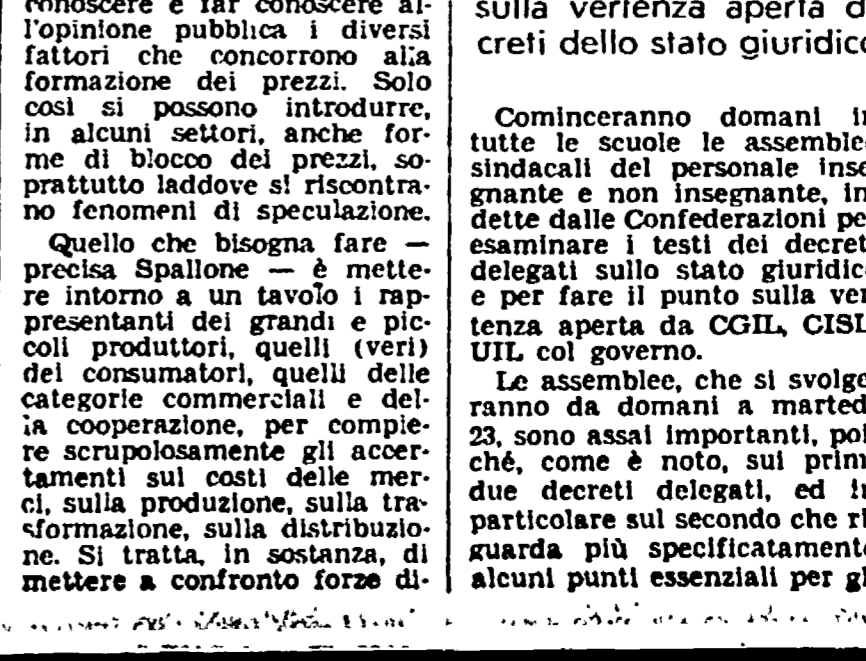 conoscere e far conoscere al-
l'opinione pubblica i diversi
fattori che concorrono alla
formazione dei prezzi. Solo
così si possono introdurre,
in alcuni settori, anche for-
me di blocco dei prezzi, so-
prattutto laddove si riscontra-
no fenomeni di speculazione.
Quello che bisogna fare —
precisa Spallone — è mette-
re intorno a un tavolo i rap-
presentanti dei grandi e pic-
coli produttori, quelli (veri)
dei consumatori, quelli delle
categorie commerciali e del-
la cooperazione, per compie-
re scrupolosamente gli accer-
tamenti sui costi delle mer-
ci, sulla produzione, sulla tra-
sformazione, sulla distribuzio-
ne. Si tratta, in sostanza, di
mettere a confronto forze di-
sulla vertenza aperta d
creti dello stato giuridico
Cominceranno domani in
tutte le scuole le assemblee
sindacali del personale inse
gnante e non insegnante, in
dette dalle Confederazioni pe
esaminare i testi dei decret
delegati sullo stato giuridic
e per fare il punto sulla ver
tenza aperta da CGIL, CISL
UIL col governo.
Le assemblee, che si svolge
ranno da domani a marted
23, sono assai importanti, poi
ché, come è noto, sui prim
due decreti delegati, ed in
particolare sul secondo che ri
guarda più specificatamente
alcuni punti essenziali per gl